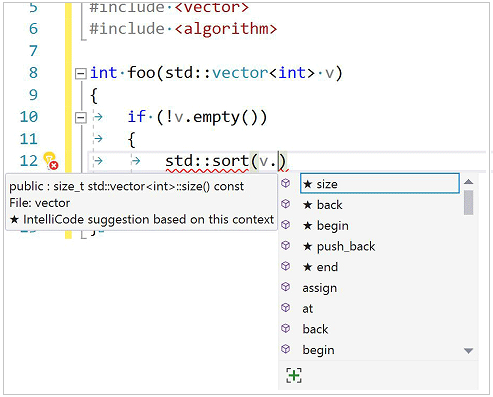 5 #include <vector>
6 #include <algorithm>
7
8 int·foo(std::vector<int> v)
9 {
10 if·(!v.empty())
11 {
12 std::sort(v.)
public : size_t std::vector<int>::size() const
File: vector
★ IntelliCode suggestion based on this context
}
★ size
★ back
★ begin
★ push_back
★ end
assign
at
back
begin